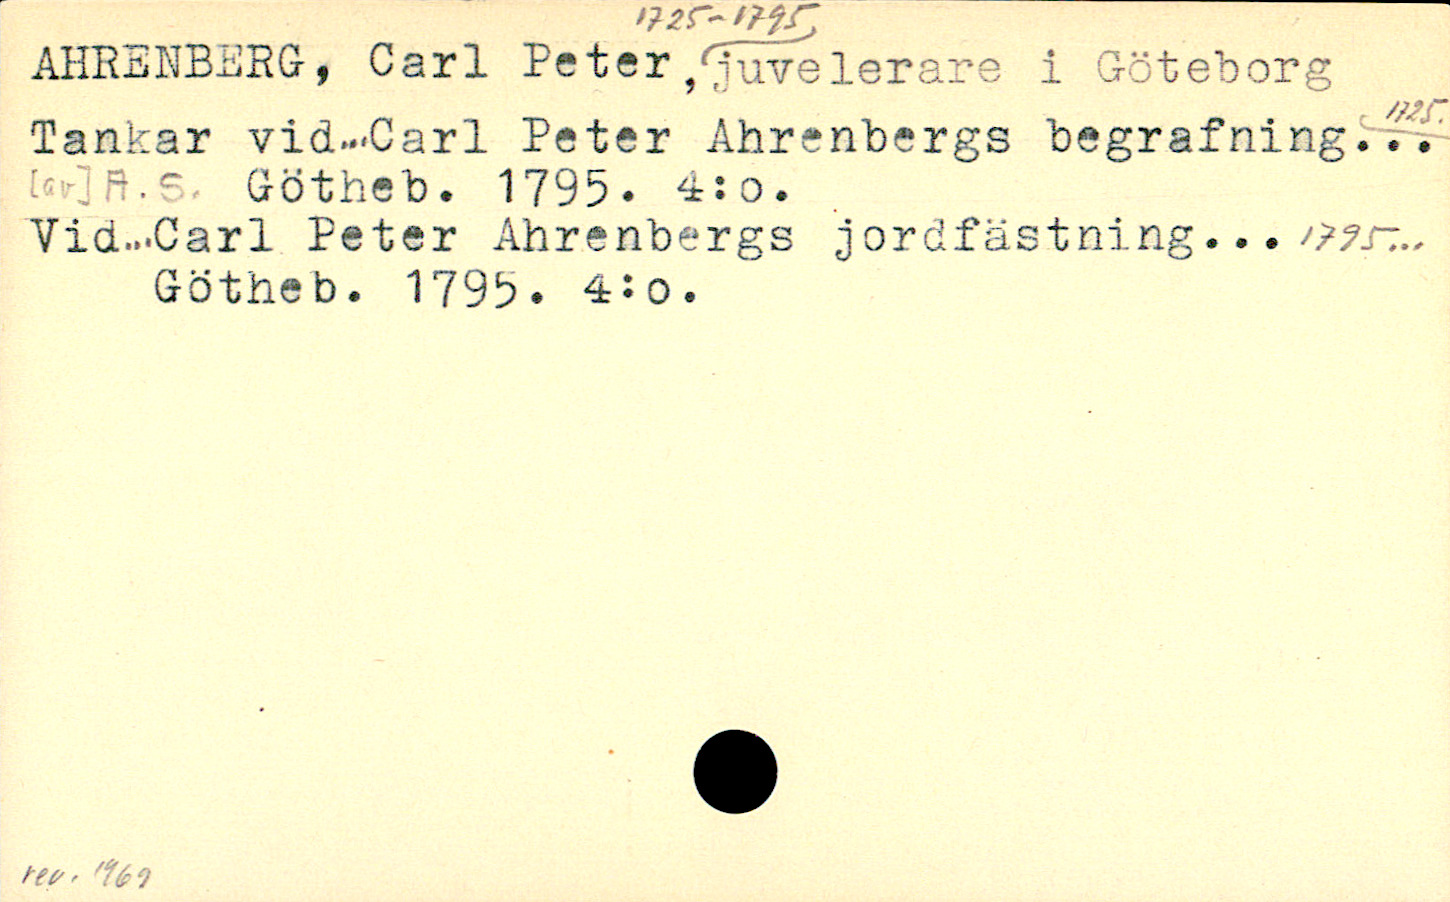 1725-1795,
AHRENBERG, Carl Peter, juvelerare i Göteborg
1725.
Tankar vid...Carl Peter Ahrenbergs begrafning...
[av] A.S. Götheb. 1795. 4:o.
Vid...Carl Peter Ahrenbergs jordfästning... 1795...
Götheb. 1795. 4:o.
rev. 1969